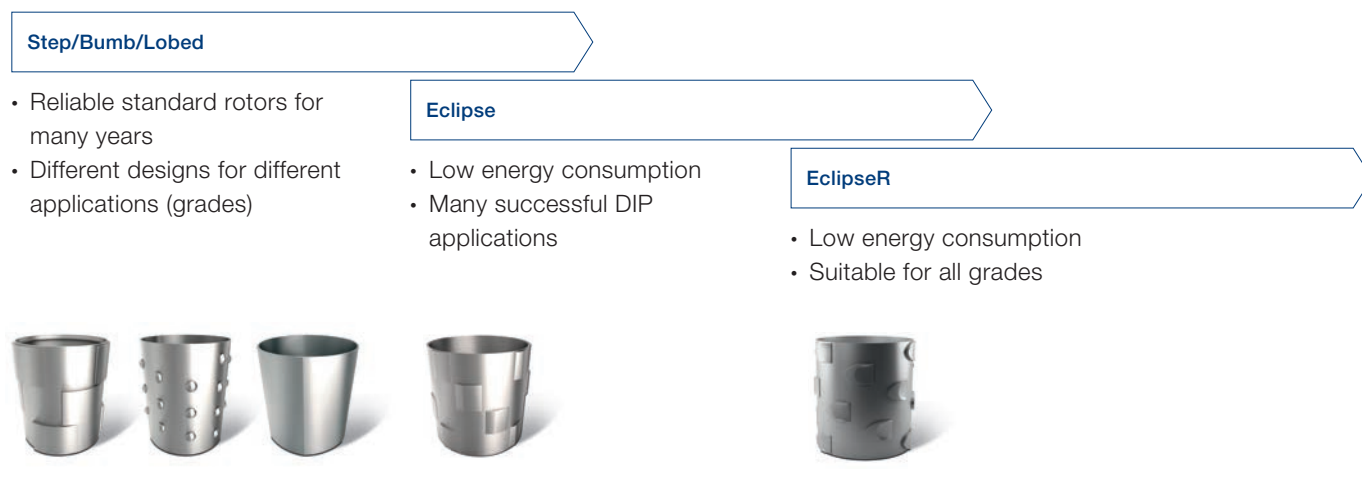 Step/Bumb/Lobed
• Reliable standard rotors for
many years
• Different designs for different
applications (grades)
Eclipse
• Low energy consumption
• Many successful DIP
applications
EclipseR
• Low energy consumption
• Suitable for all grades